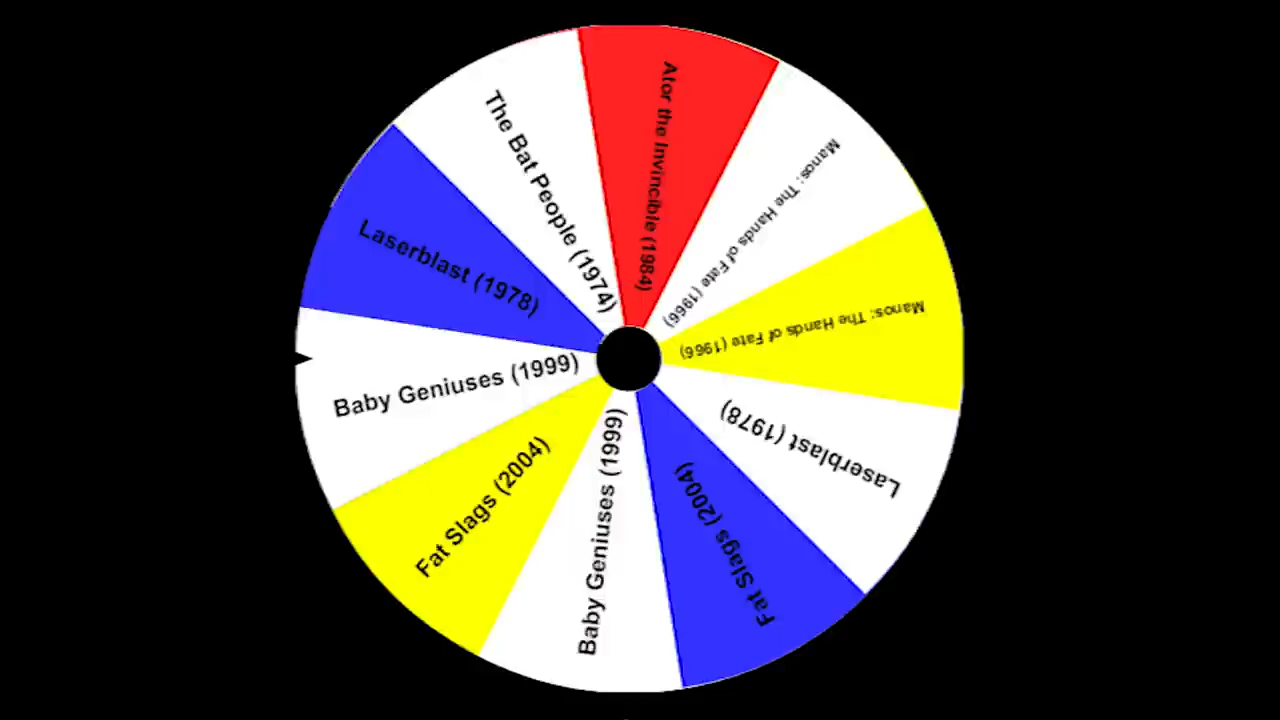 Ator the Invincible (1984)
Manos: The Hands of Fate (1966)
Manos: The Hands of Fate (1966)
Laserblast (1978)
Fat Slags (2004)
Baby Geniuses (1999)
Fat Slags (2004)
Baby Geniuses (1999)
Laserblast (1978)
The Bat People (1974)